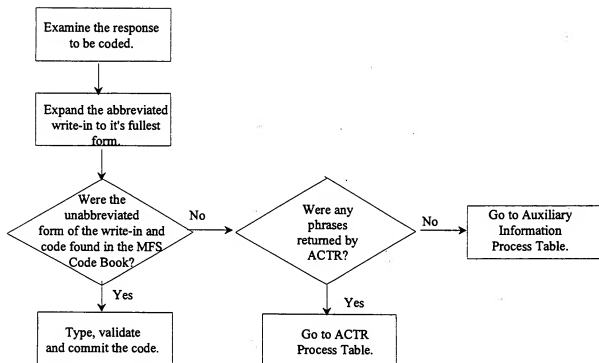 Examine the response
to be coded.
Expand the abbreviated
write-in to it's fullest
form.
Were the
unabbreviated
form of the write-in and
code found in the MFS
Code Book?
No
Were any
phrases
returned by
ACTR?
No
Go to Auxiliary
Information
Process Table.
Yes
Type, validate
and commit the code.
Yes
Go to ACTR
Process Table.